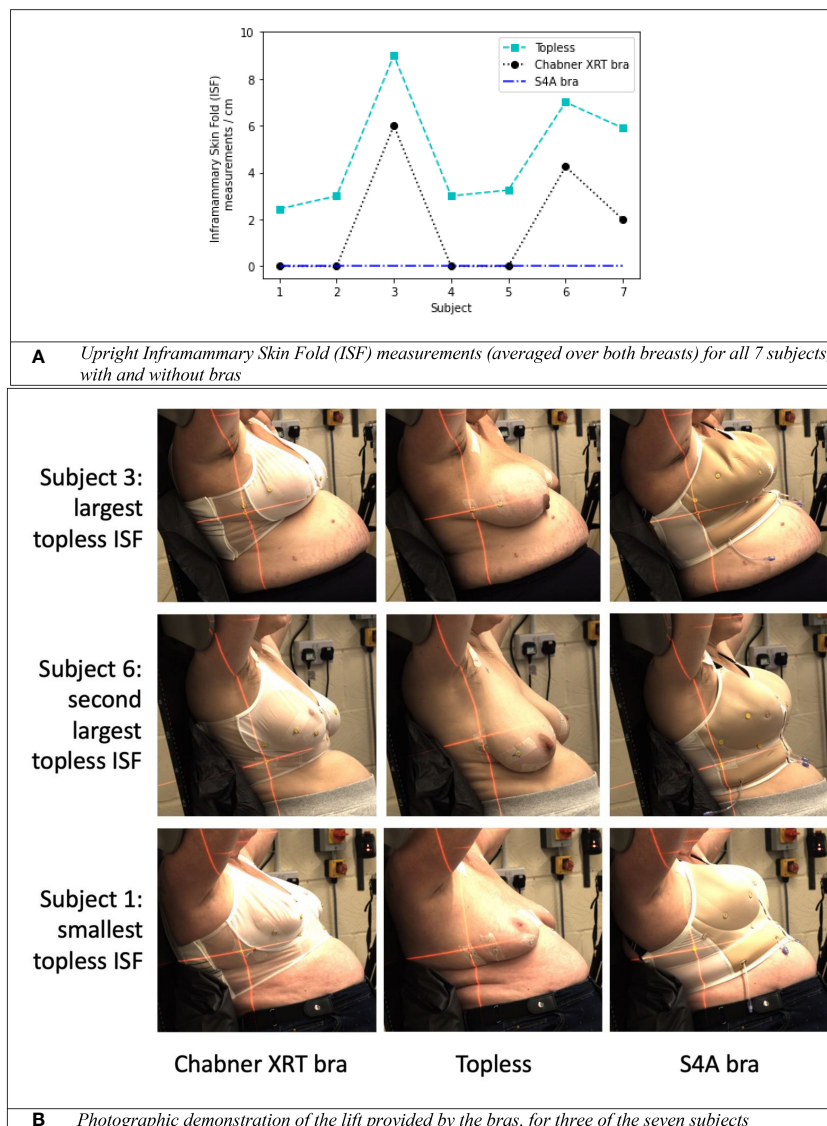 10
8
6
4
2
0
Inframammary Skin Fold (ISF)
measurements / cm
Topless
Chabner XRT bra
S4A bra
1 2 3 4 5 6 7
Subject
A Upright Inframammary Skin Fold (ISF) measurements (averaged over both breasts) for all 7 subjects,
with and without bras
Subject 3:
largest
topless ISF
Subject 6:
second
largest
topless ISF
Subject 1:
smallest
topless ISF
Chabner XRT bra Topless S4A bra
B Photographic demonstration of the lift provided by the bras, for three of the seven subjects